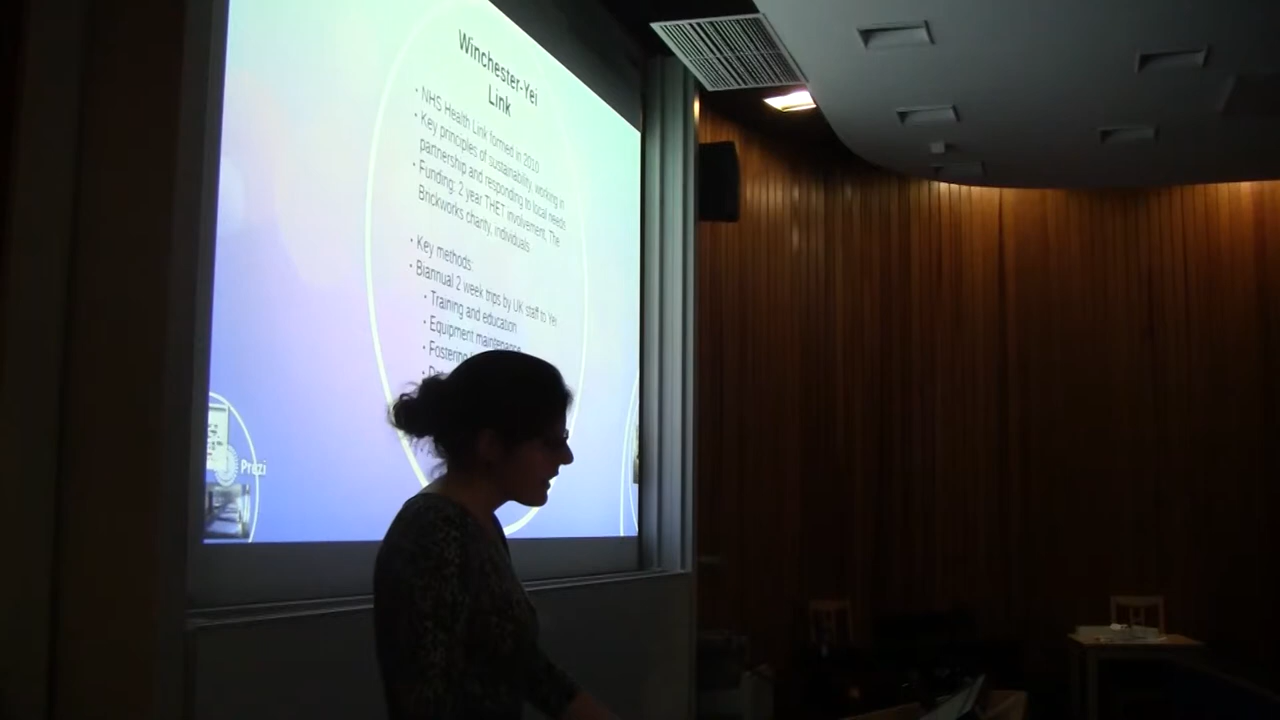 Winchester-Yei
Link
• NHS Health Link formed in 2010
• Key principles of sustainability, working in
partnership and responding to local needs
• Funding: 2 year THET involvement, The
Brickworks charity, individuals
• Key methods:
• Biannual 2 week trips by UK staff to Yei
• Training and education
• Equipment maintenance
• Fostering
Prezi